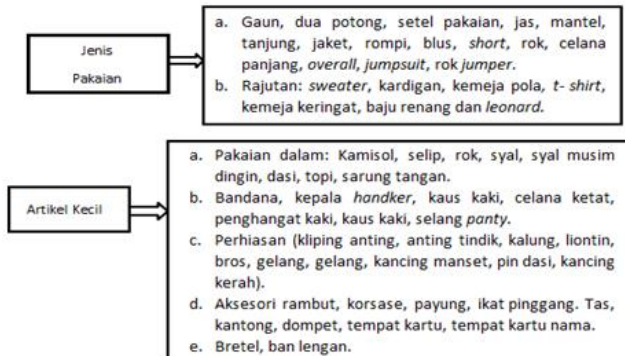 Jenis
Pakaian
a. Gaun, dua potong, setel pakaian, jas, mantel,
tanjung, jaket, rompi, blus, short, rok, celana
panjang, overall, jumpsuit, rok jumper.
b. Rajutan: sweater, kardigan, kemeja pola, t- shirt,
kemeja keringat, baju renang dan leonard.
Artikel Kecil
a. Pakaian dalam: Kamisol, selip, rok, syal, syal musim
dingin, dasi, topi, sarung tangan.
b. Bandana, kepala handker, kaus kaki, celana ketat,
penghangat kaki, kaus kaki, selang panty.
c. Perhiasan (kliping anting, anting tindik, kalung, liontin,
bros, gelang, gelang, kancing manset, pin dasi, kancing
kerah).
d. Aksesori rambut, korsase, payung, ikat pinggang. Tas,
kantong, dompet, tempat kartu, tempat kartu nama.
e. Bretel, ban lengan.